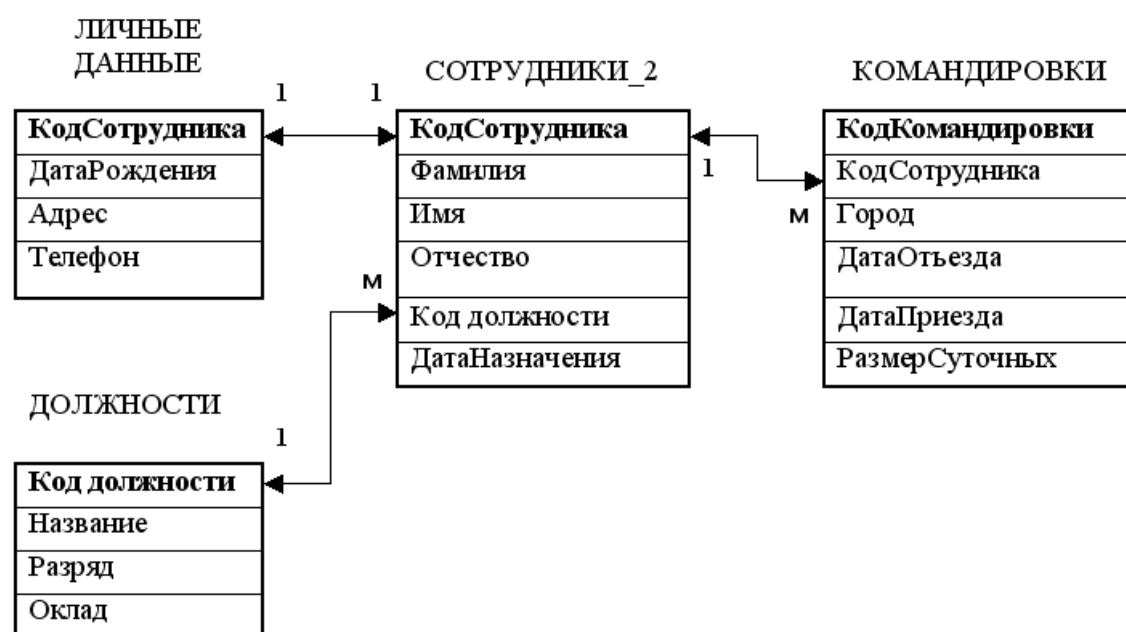 ЛИЧНЫЕ
ДАННЫЕ
1
1
КодСотрудника
ДатаРождения
Адрес
Телефон
СОТРУДНИКИ_2
КодСотрудника
Фамилия
Имя
Отчество
Код должности
ДатаНазначения
1
м
КОМАНДИРОВКИ
КодКомандировки
КодСотрудника
Город
ДатаОтьезда
ДатаПриезда
РазмерСуточных
м
ДОЛЖНОСТИ
1
Код должности
Название
Разряд
Оклад